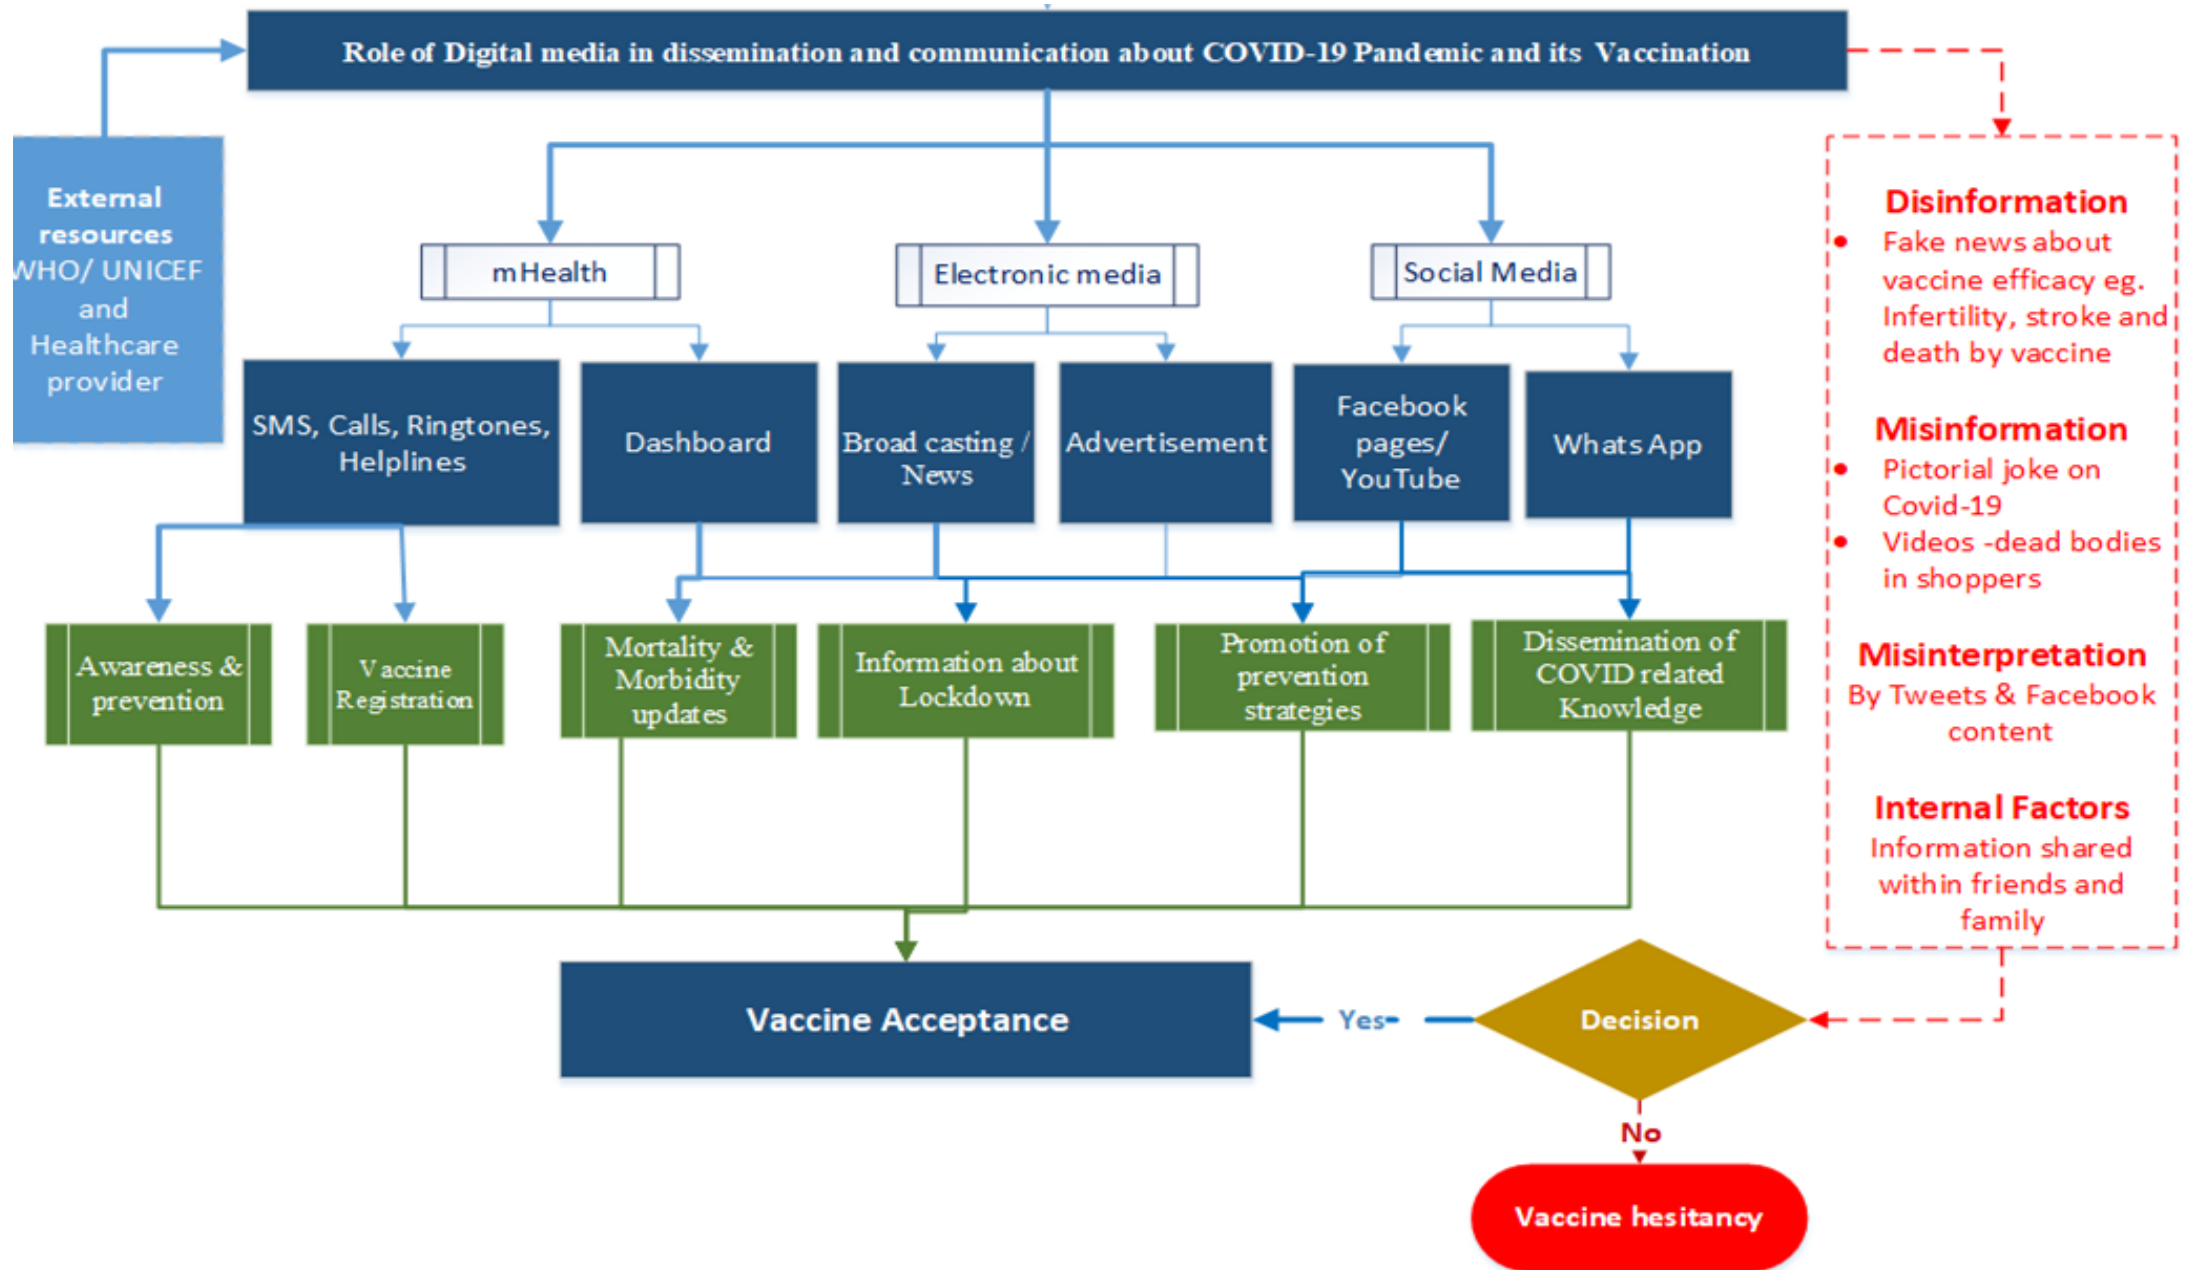 Role of Digital media in dissemination and communication about COVID-19 Pandemic and its Vaccination
External
resources
WHO/ UNICEF
and
Healthcare
provider
mHealth
Electronic media
Social Media
SMS, Calls, Ringtones,
Helplines
Dashboard
Broad casting /
News
Advertisement
Facebook
pages/
YouTube
Whats App
Awareness &
prevention
Vaccine
Registration
Mortality &
Morbidity
updates
Information about
Lockdown
Promotion of
prevention
strategies
Dissemination of
COVID related
Knowledge
Disinformation
• Fake news about
vaccine efficacy eg.
Infertility, stroke and
death by vaccine
Misinformation
• Pictorial joke on
Covid-19
• Videos -dead bodies
in shoppers
Misinterpretation
By Tweets & Facebook
content
Internal Factors
Information shared
within friends and
family
Vaccine Acceptance
Yes
Decision
No
Vaccine hesitancy